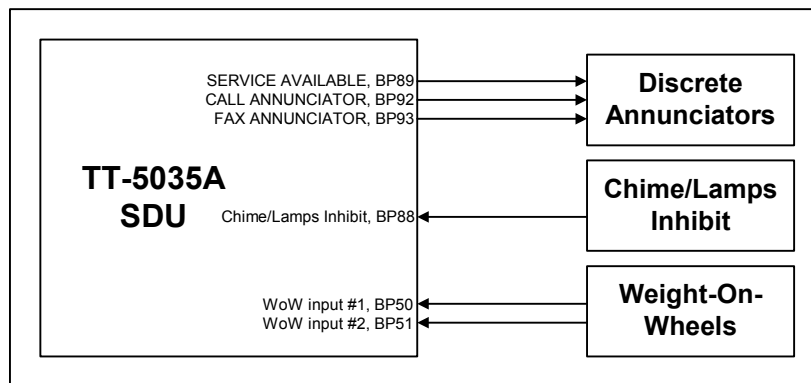 SERVICE AVAILABLE, BP89
CALL ANNUNCIATOR, BP92
FAX ANNUNCIATOR, BP93
Discrete
Annunciators
TT-5035A
SDU
Chime/Lamps Inhibit, BP88
Chime/Lamps
Inhibit
WoW input #1, BP50
WoW input #2, BP51
Weight-On-
Wheels